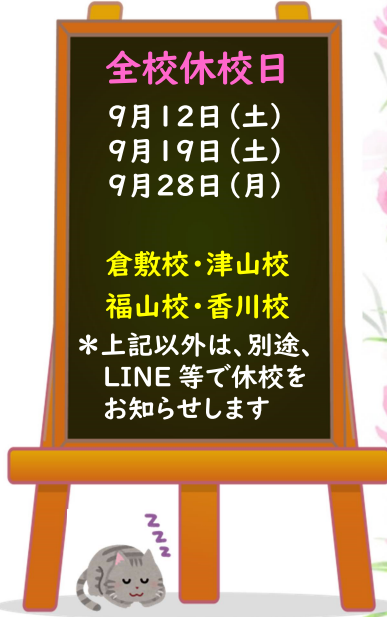 全校休校日
9月12日(土)
9月19日(土)
9月28日(月)
倉敷校・津山校
福山校・香川校
＊上記以外は、別途、
LINE 等で休校を
お知らせします
z z z z